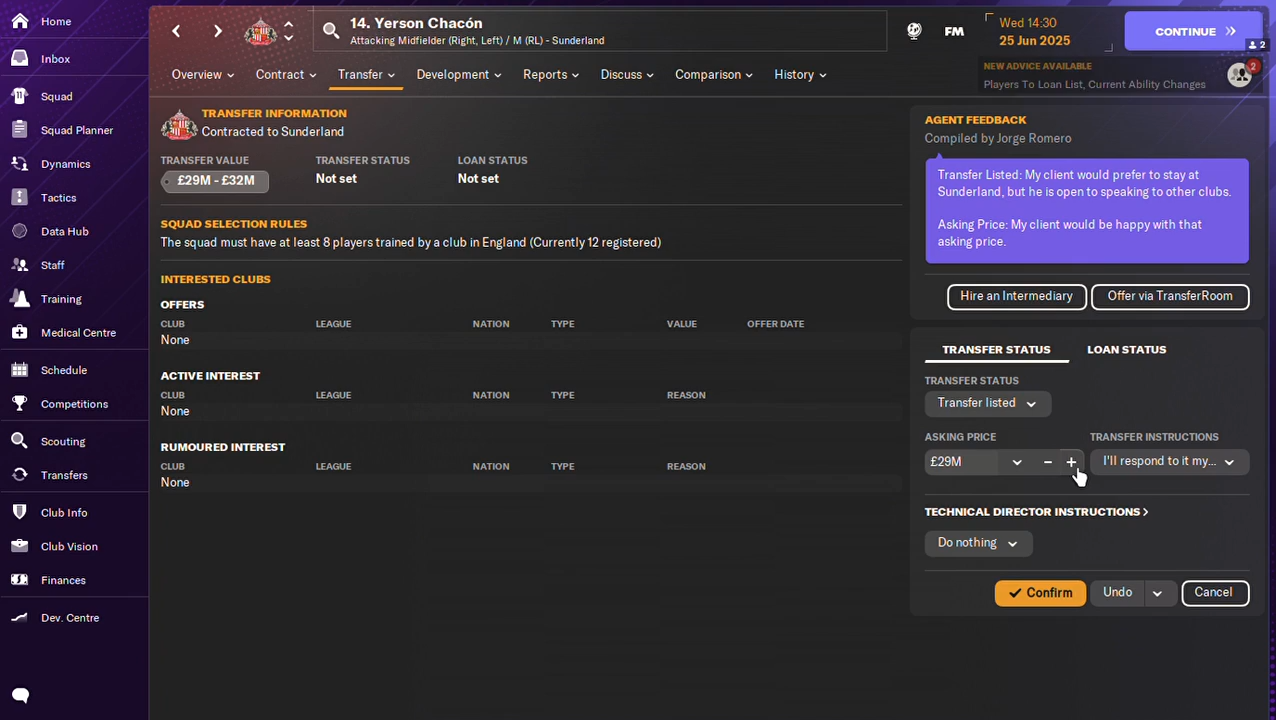 Home
Inbox
Squad
Squad Planner
Dynamics
Tactics
Data Hub
Staff
Training
Medical Centre
Schedule
Competitions
Scouting
Transfers
Club Info
Club Vision
Finances
Dev. Centre
14. Yerson Chacón
Attacking Midfielder (Right, Left) / M (RL) - Sunderland
FM
Wed 14:30
25 Jun 2025
CONTINUE
2
NEW ADVICE AVAILABLE
Players To Loan List, Current Ability Changes
2
Overview
Contract
Transfer
Development
Reports
Discuss
Comparison
History
TRANSFER INFORMATION
Contracted to Sunderland
TRANSFER VALUE TRANSFER STATUS LOAN STATUS
£29M - £32M Not set Not set
SQUAD SELECTION RULES
The squad must have at least 8 players trained by a club in England (Currently 12 registered)
INTERESTED CLUBS
OFFERS
CLUB LEAGUE NATION TYPE VALUE OFFER DATE
None
ACTIVE INTEREST
CLUB LEAGUE NATION TYPE REASON
None
RUMOURED INTEREST
CLUB LEAGUE NATION TYPE REASON
None
AGENT FEEDBACK
Compiled by Jorge Romero
Transfer Listed: My client would prefer to stay at
Sunderland, but he is open to speaking to other clubs.
Asking Price: My client would be happy with that
asking price.
Hire an Intermediary Offer via TransferRoom
TRANSFER STATUS LOAN STATUS
TRANSFER STATUS
Transfer listed
ASKING PRICE TRANSFER INSTRUCTIONS
£29M − + I'll respond to it my...
TECHNICAL DIRECTOR INSTRUCTIONS >
Do nothing
Confirm Undo Cancel